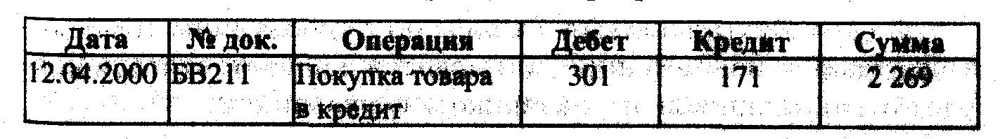 Дата № док. Операция Дебет Кредит Сумма
12.04.2000 БВ211 Покупка товара 301 171 2 269
в кредит